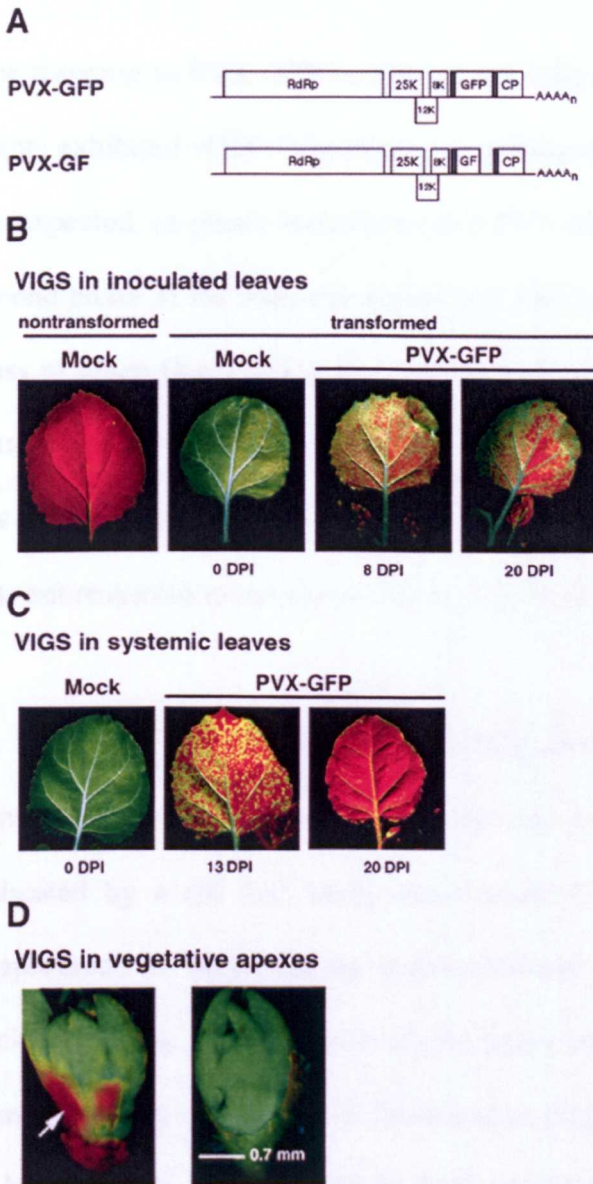 A
PVX-GFP
RdRp 25K 12K 8K GFP CP AAAAn
PVX-GF
RdRp 25K 12K 8K GF CP AAAAn
B
VIGS in inoculated leaves
nontransformed transformed
Mock Mock PVX-GFP
0 DPI 8 DPI 20 DPI
C
VIGS in systemic leaves
Mock PVX-GFP
0 DPI 13DPI 20 DPI
D
VIGS in vegetative apexes
0.7 mm